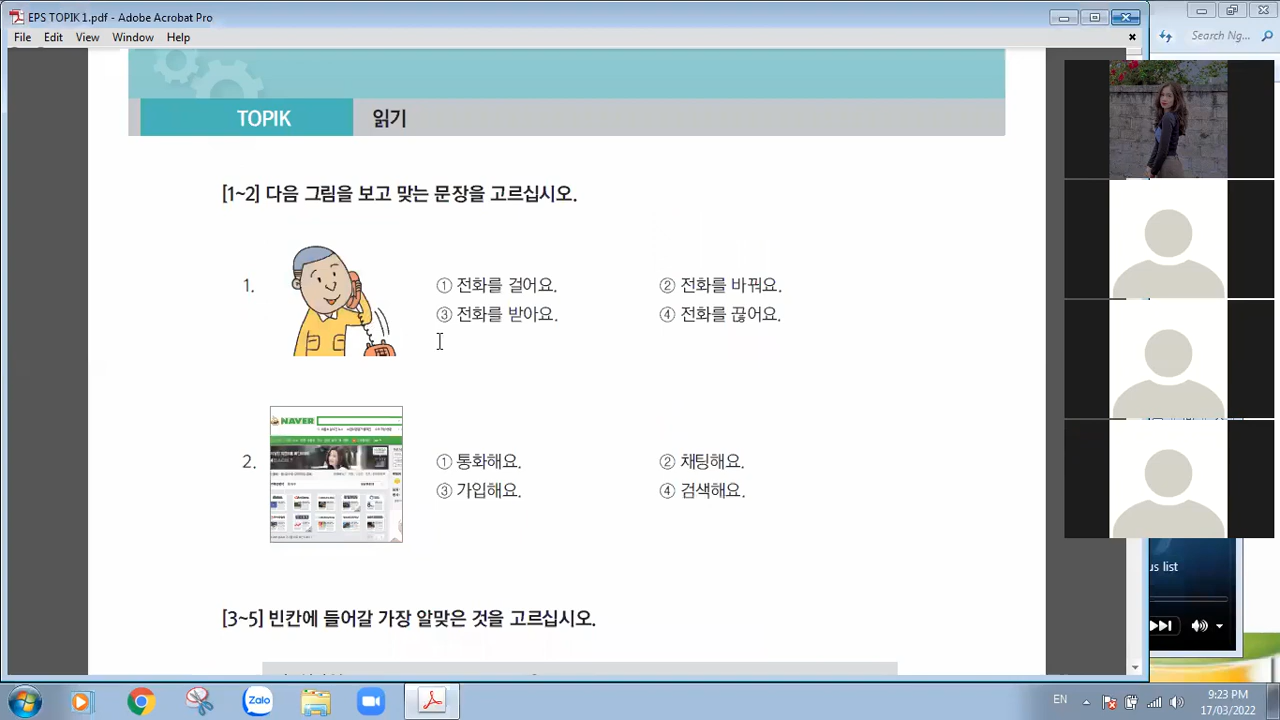 EPS TOPIK 1.pdf - Adobe Acrobat Pro
File Edit View Window Help
Search Ng...
TOPIK 읽기
[1~2] 다음 그림을 보고 맞는 문장을 고르십시오.
1. ① 전화를 걸어요. ② 전화를 바꿔요.
③ 전화를 받아요. ④ 전화를 끊어요.
NAVER
2. ① 통화해요. ② 채팅해요.
③ 가입해요. ④ 검색해요.
us list
[3~5] 빈칸에 들어갈 가장 알맞은 것을 고르십시오.
Zalo
EN
9:23 PM
17/03/2022